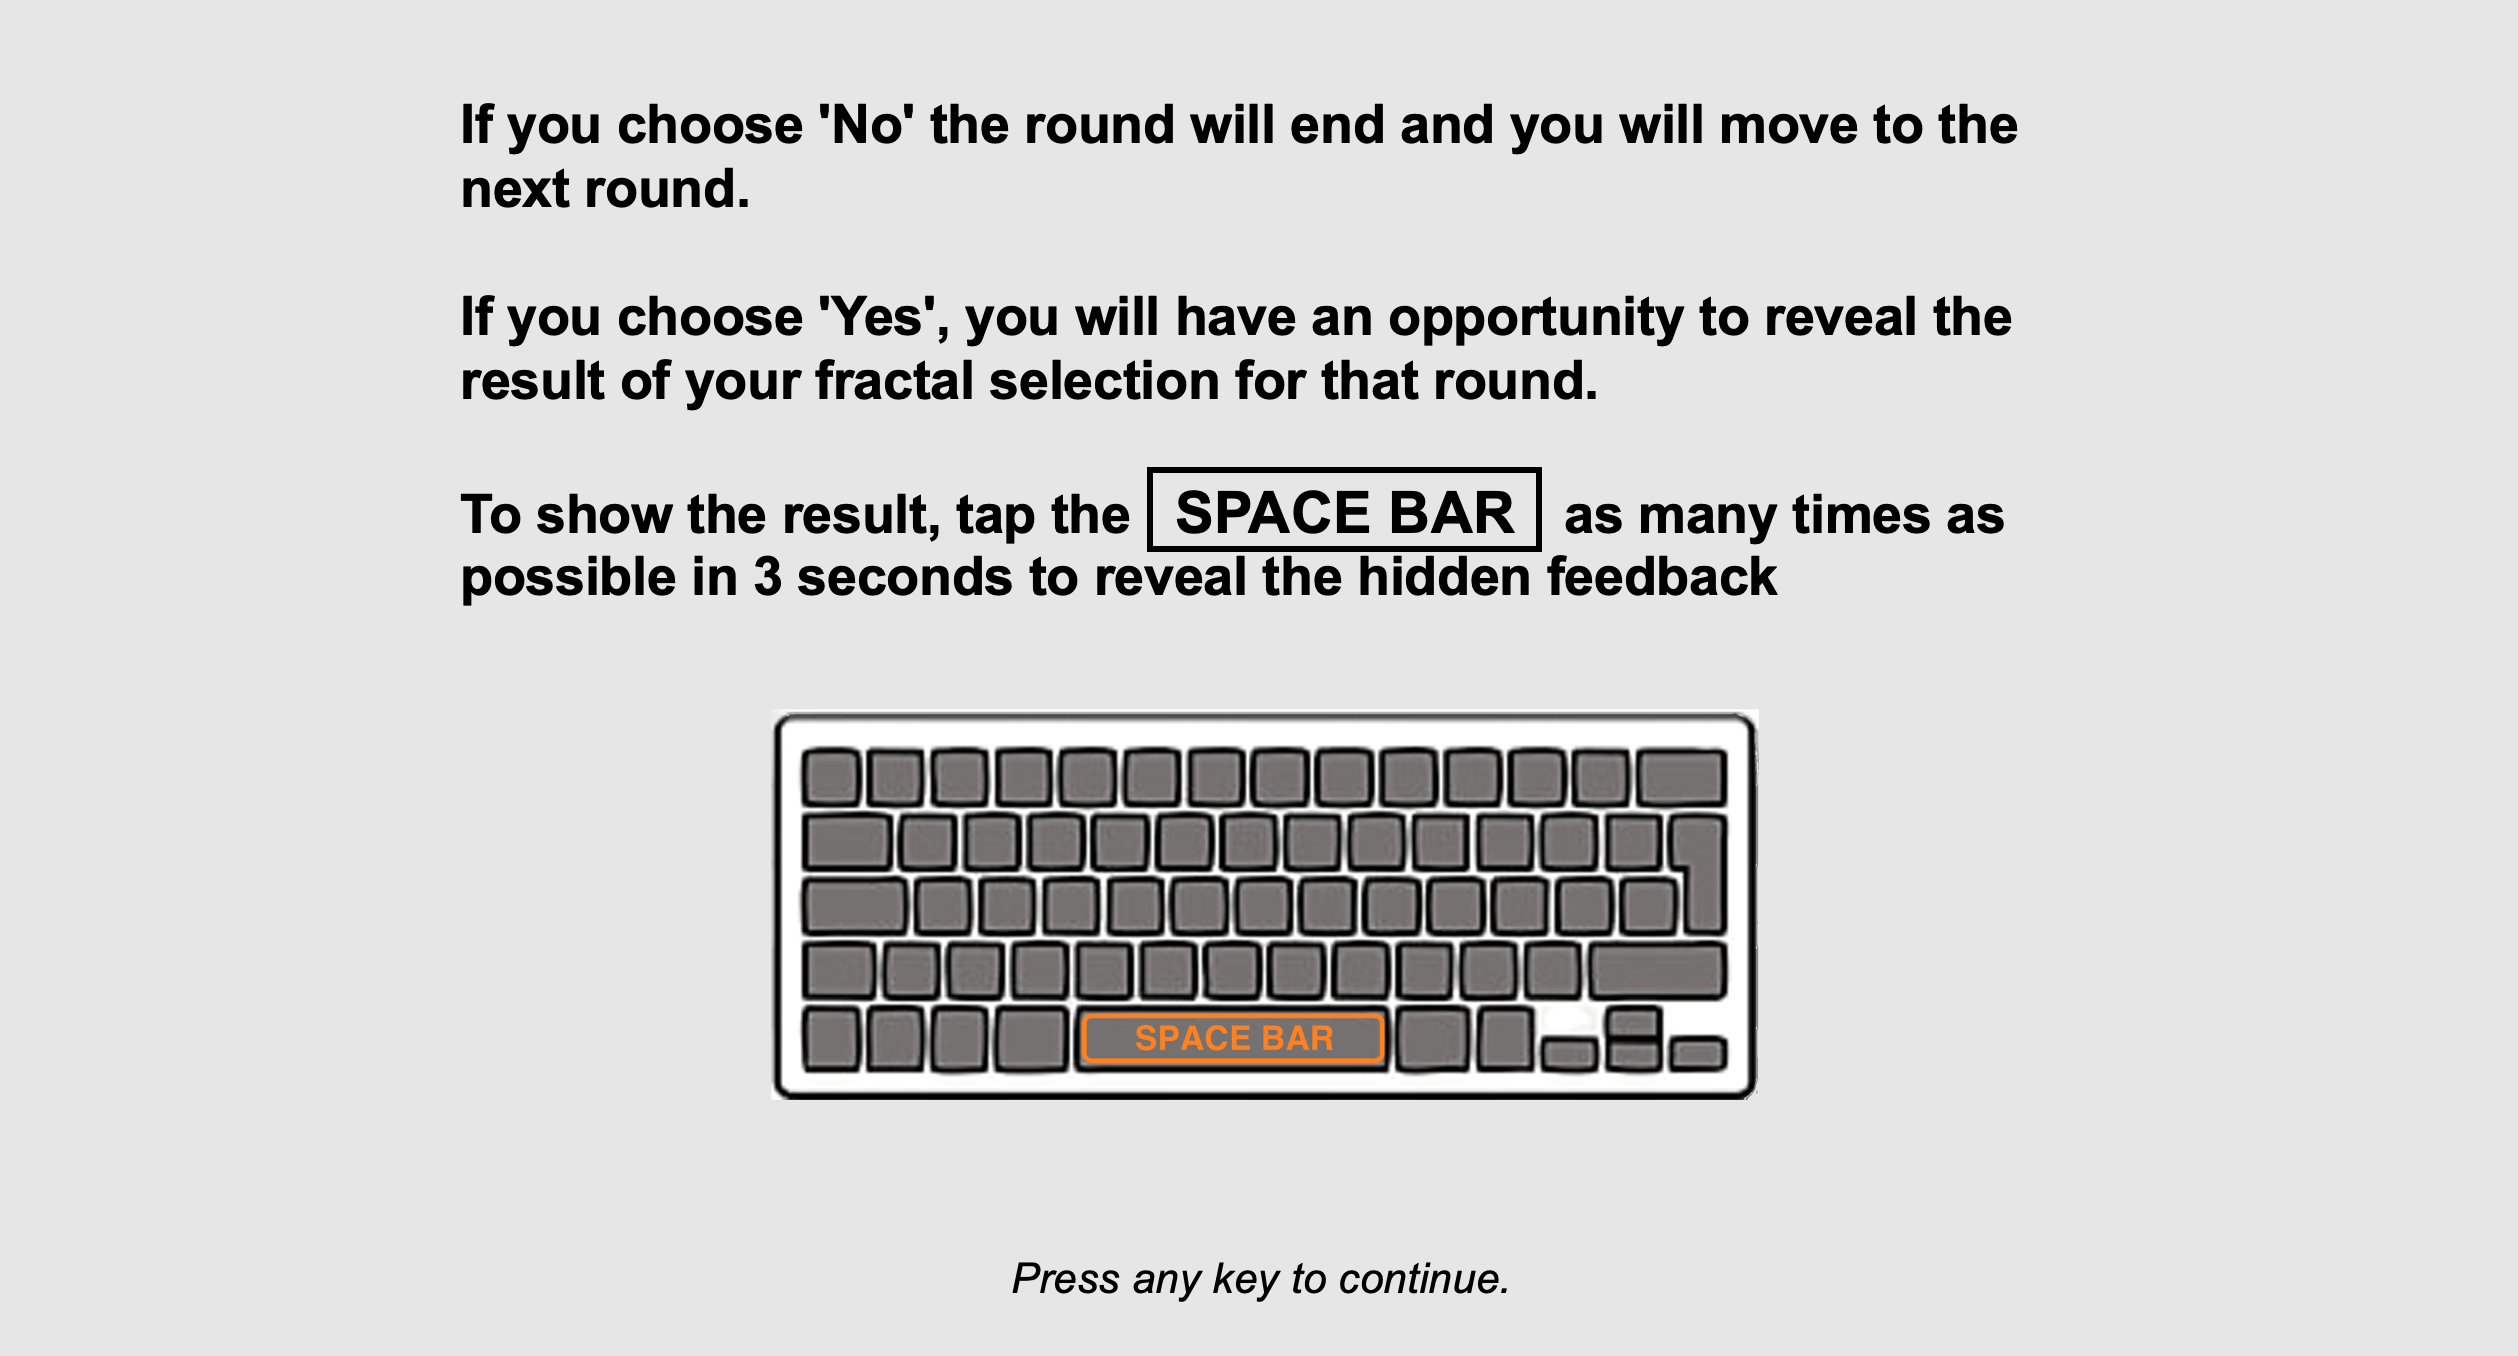 If you choose 'No' the round will end and you will move to the
next round.
If you choose 'Yes', you will have an opportunity to reveal the
result of your fractal selection for that round.
To show the result, tap the SPACE BAR as many times as
possible in 3 seconds to reveal the hidden feedback
SPACE BAR
Press any key to continue.